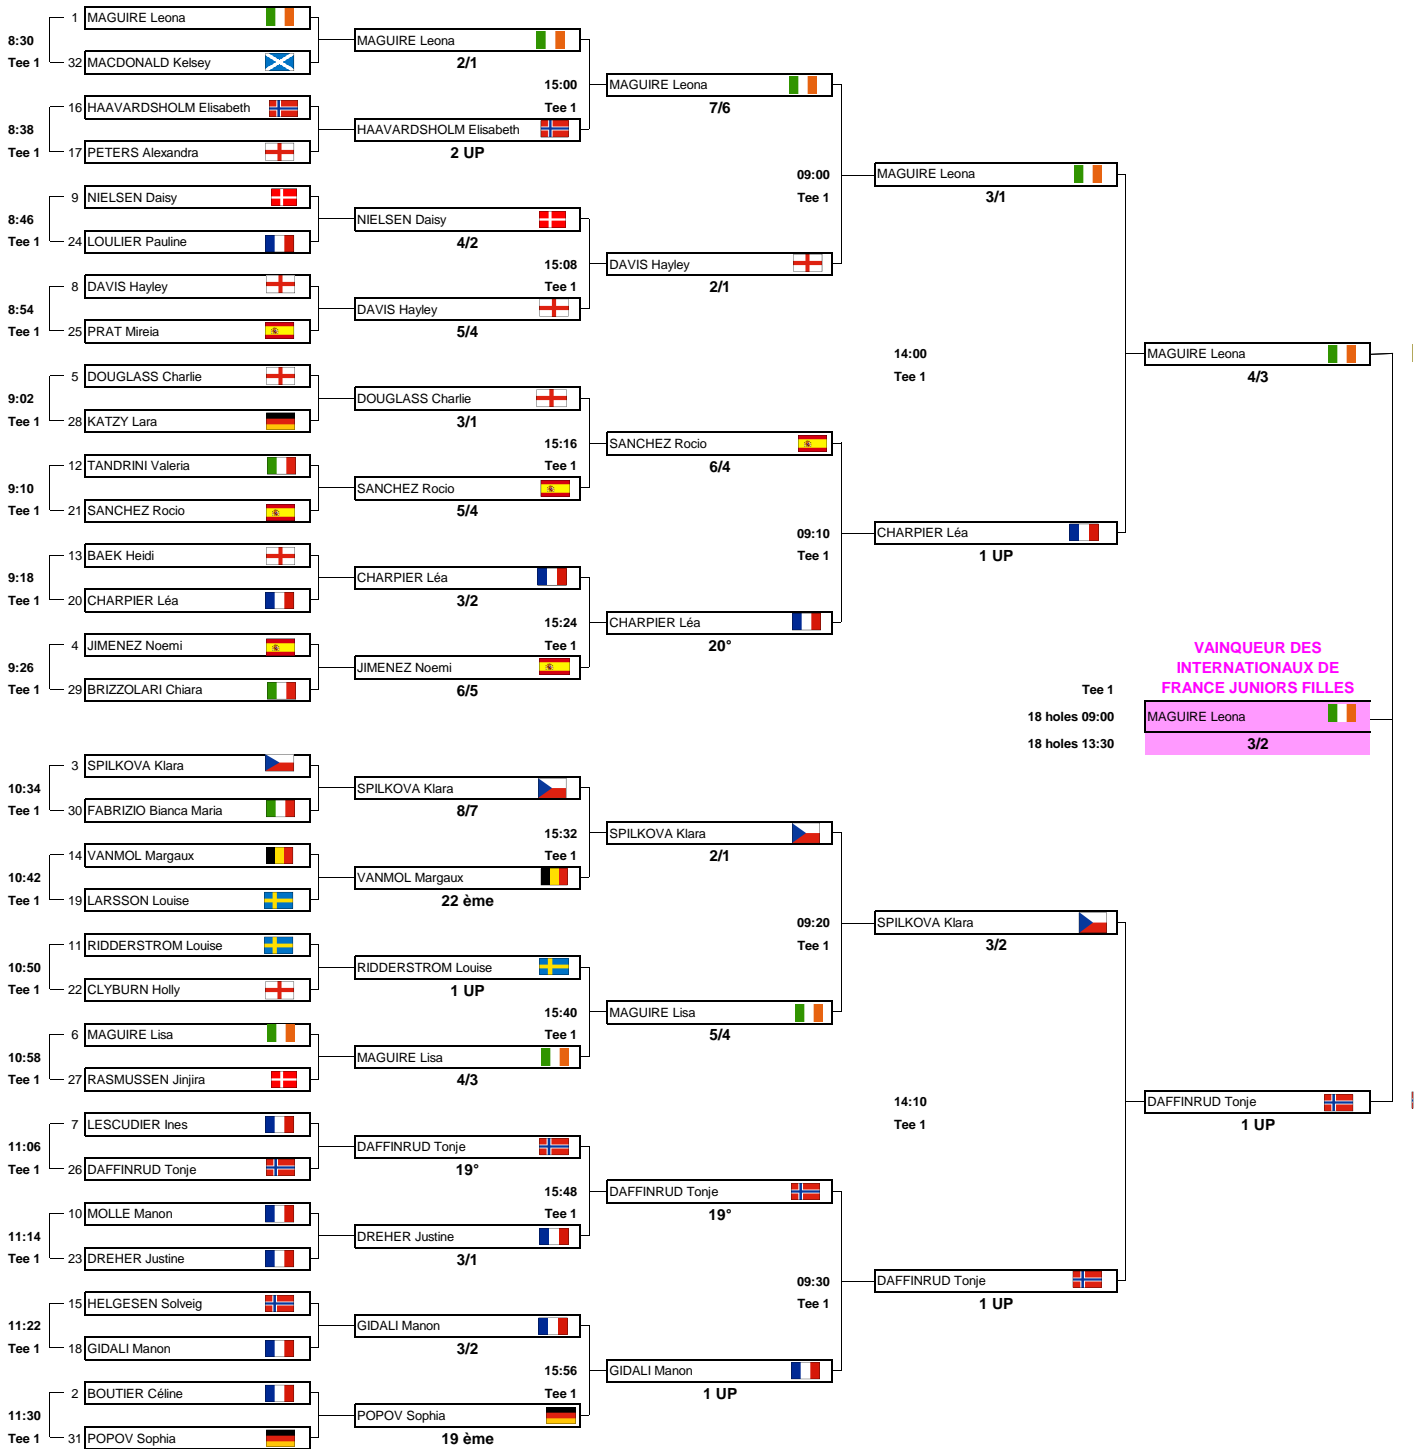 1 MAGUIRE Leona
8:30
MAGUIRE Leona
Tee 1 32 MACDONALD Kelsey
2/1
15:00 MAGUIRE Leona
16 HAAVARDSHOLM Elisabeth
Tee 1 7/6
8:38
HAAVARDSHOLM Elisabeth
Tee 1 17 PETERS Alexandra
2 UP
09:00 MAGUIRE Leona
9 NIELSEN Daisy
Tee 1 3/1
8:46
NIELSEN Daisy
Tee 1 24 LOULIER Pauline
4/2
15:08 DAVIS Hayley
8 DAVIS Hayley
Tee 1 2/1
8:54
DAVIS Hayley
Tee 1 25 PRAT Mireia
5/4
14:00 MAGUIRE Leona
5 DOUGLASS Charlie
Tee 1 4/3
9:02
DOUGLASS Charlie
Tee 1 28 KATZY Lara
3/1
15:16 SANCHEZ Rocio
12 TANDRINI Valeria
Tee 1 6/4
9:10
SANCHEZ Rocio
Tee 1 21 SANCHEZ Rocio
5/4
09:10 CHARPIER Léa
13 BAEK Heidi
Tee 1 1 UP
9:18
CHARPIER Léa
Tee 1 20 CHARPIER Léa
3/2
15:24 CHARPIER Léa
4 JIMENEZ Noemi
Tee 1 20°
9:26
JIMENEZ Noemi
Tee 1 29 BRIZZOLARI Chiara
6/5
VAINQUEUR DES
INTERNATIONAUX DE
FRANCE JUNIORS FILLES
Tee 1
18 holes 09:00 MAGUIRE Leona
18 holes 13:30 3/2
3 SPILKOVA Klara
10:34
SPILKOVA Klara
Tee 1 30 FABRIZIO Bianca Maria
8/7
15:32 SPILKOVA Klara
14 VANMOL Margaux
Tee 1 2/1
10:42
VANMOL Margaux
Tee 1 19 LARSSON Louise
22 ème
09:20 SPILKOVA Klara
11 RIDDERSTROM Louise
Tee 1 3/2
10:50
RIDDERSTROM Louise
Tee 1 22 CLYBURN Holly
1 UP
15:40 MAGUIRE Lisa
6 MAGUIRE Lisa
Tee 1 5/4
10:58
MAGUIRE Lisa
Tee 1 27 RASMUSSEN Jinjira
4/3
14:10 DAFFINRUD Tonje
7 LESCUDIER Ines
Tee 1 1 UP
11:06
DAFFINRUD Tonje
Tee 1 26 DAFFINRUD Tonje
19°
15:48 DAFFINRUD Tonje
10 MOLLE Manon
Tee 1 19°
11:14
DREHER Justine
Tee 1 23 DREHER Justine
3/1
09:30 DAFFINRUD Tonje
15 HELGESEN Solveig
Tee 1 1 UP
11:22
GIDALI Manon
Tee 1 18 GIDALI Manon
3/2
15:56 GIDALI Manon
2 BOUTIER Céline
Tee 1 1 UP
11:30
POPOV Sophia
Tee 1 31 POPOV Sophia
19 ème